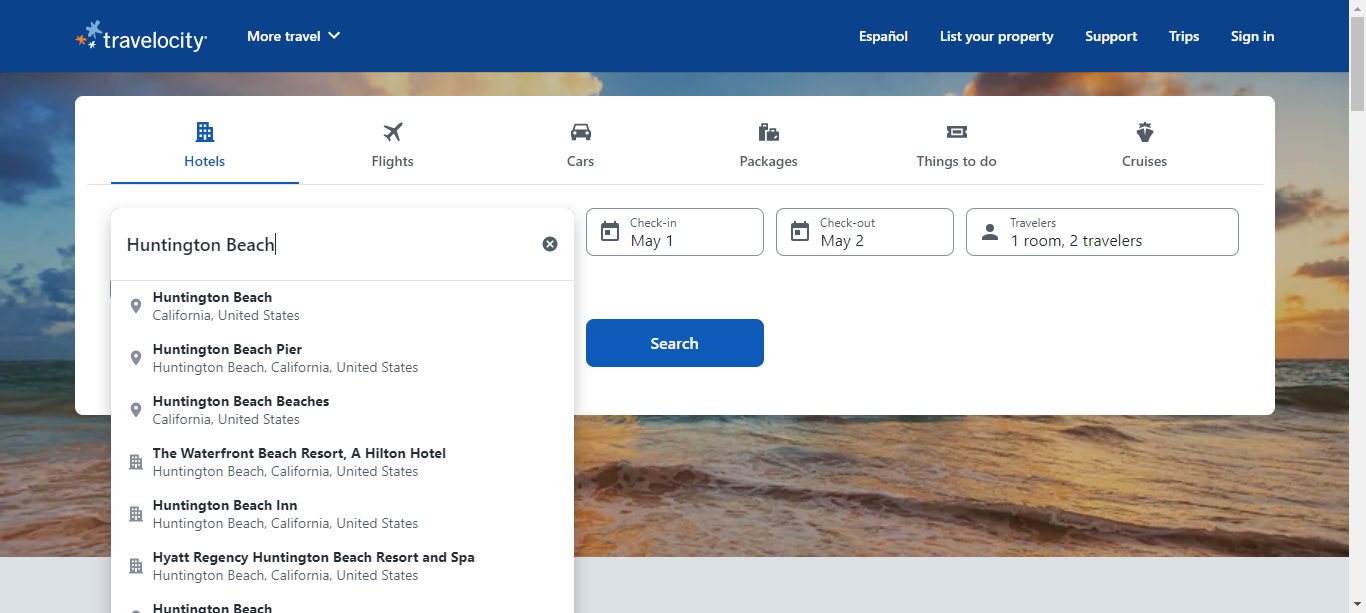 travelocity
More travel
Español
List your property
Support
Trips
Sign in
Hotels
Flights
Cars
Packages
Things to do
Cruises
Huntington Beach
Check-in
May 1
Check-out
May 2
Travelers
1 room, 2 travelers
Search
Huntington Beach
California, United States
Huntington Beach Pier
Huntington Beach, California, United States
Huntington Beach Beaches
California, United States
The Waterfront Beach Resort, A Hilton Hotel
Huntington Beach, California, United States
Huntington Beach Inn
Huntington Beach, California, United States
Hyatt Regency Huntington Beach Resort and Spa
Huntington Beach, California, United States
Huntington Beach